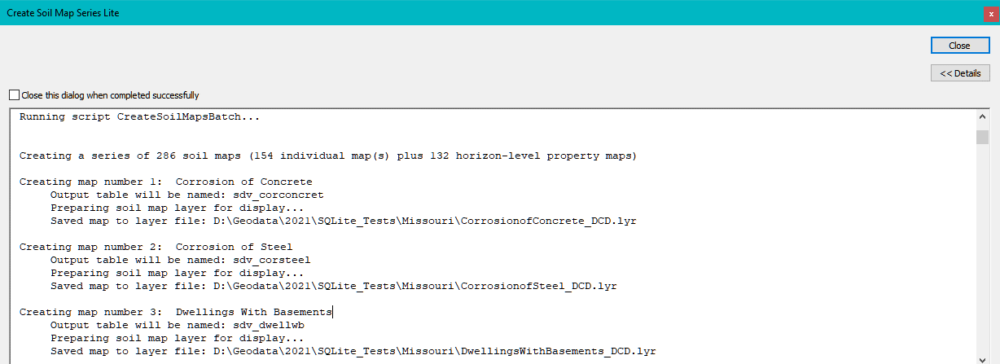 Create Soil Map Series Lite
x
Close
<< Details
Close this dialog when completed successfully
Running script CreateSoilMapsBatch...
Creating a series of 286 soil maps (154 individual map(s) plus 132 horizon-level property maps)
Creating map number 1:  Corrosion of Concrete
Output table will be named: sdv_corconcret
Preparing soil map layer for display...
Saved map to layer file: D:\Geodata\2021\SQLite_Tests\Missouri\CorrosionofConcrete_DCD.lyr
Creating map number 2:  Corrosion of Steel
Output table will be named: sdv_corsteel
Preparing soil map layer for display...
Saved map to layer file: D:\Geodata\2021\SQLite_Tests\Missouri\CorrosionofSteel_DCD.lyr
Creating map number 3:  Dwellings With Basements
Output table will be named: sdv_dwellwb
Preparing soil map layer for display...
Saved map to layer file: D:\Geodata\2021\SQLite_Tests\Missouri\DwellingsWithBasements_DCD.lyr